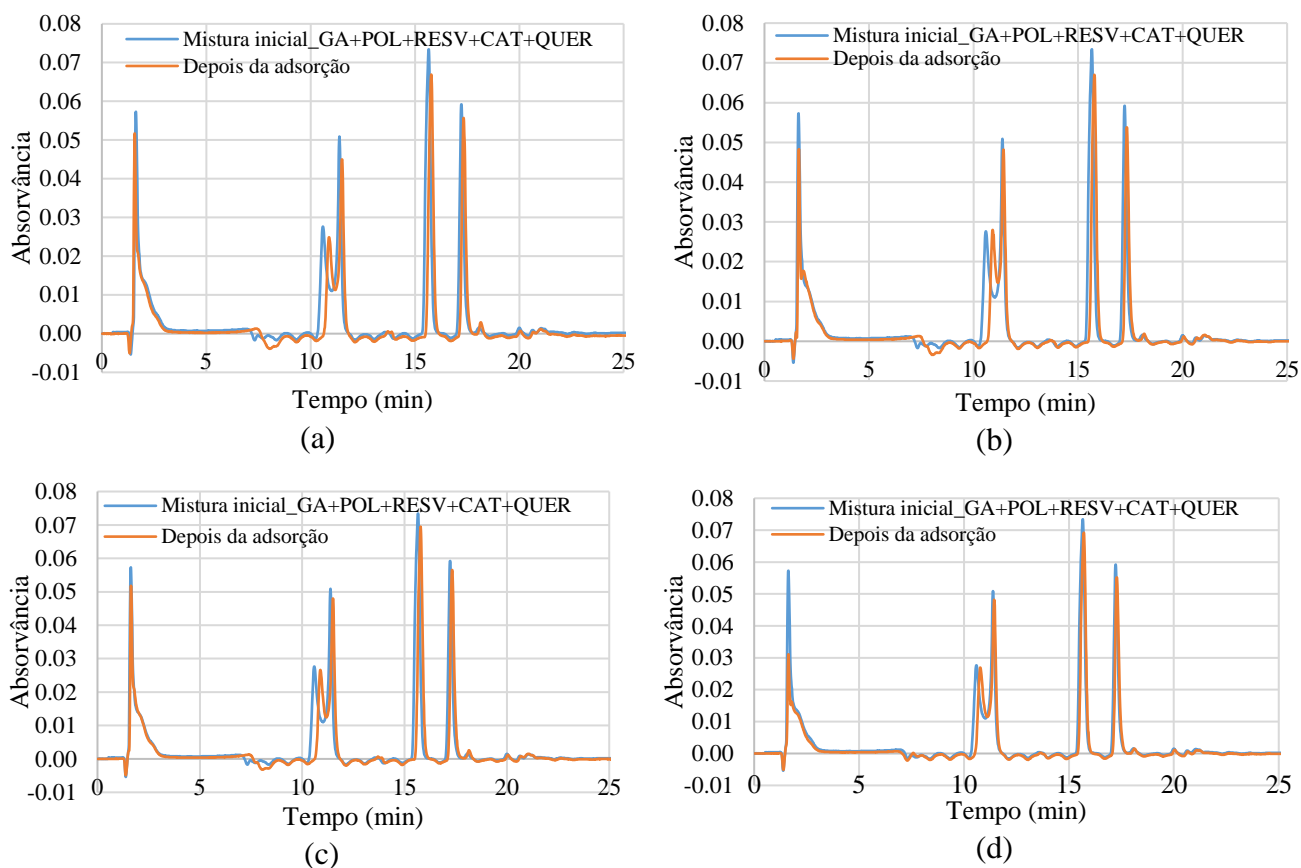 0.08
0.07
0.06
0.05
0.04
0.03
0.02
0.01
0.00
-0.01
Absorvância
Mistura inicial_GA+POL+RESV+CAT+QUER
Depois da adsorção
0 5 10 15 20 25
Tempo (min)
(a)
0.08
0.07
0.06
0.05
0.04
0.03
0.02
0.01
0.00
-0.01
Absorvância
Mistura inicial_GA+POL+RESV+CAT+QUER
Depois da adsorção
0 5 10 15 20 25
Tempo (min)
(b)
0.08
0.07
0.06
0.05
0.04
0.03
0.02
0.01
0.00
-0.01
Absorvância
Mistura inicial_GA+POL+RESV+CAT+QUER
Depois da adsorção
0 5 10 15 20 25
Tempo (min)
(c)
0.08
0.07
0.06
0.05
0.04
0.03
0.02
0.01
0.00
-0.01
Absorvância
Mistura inicial_GA+POL+RESV+CAT+QUER
Depois da adsorção
0 5 10 15 20 25
Tempo (min)
(d)